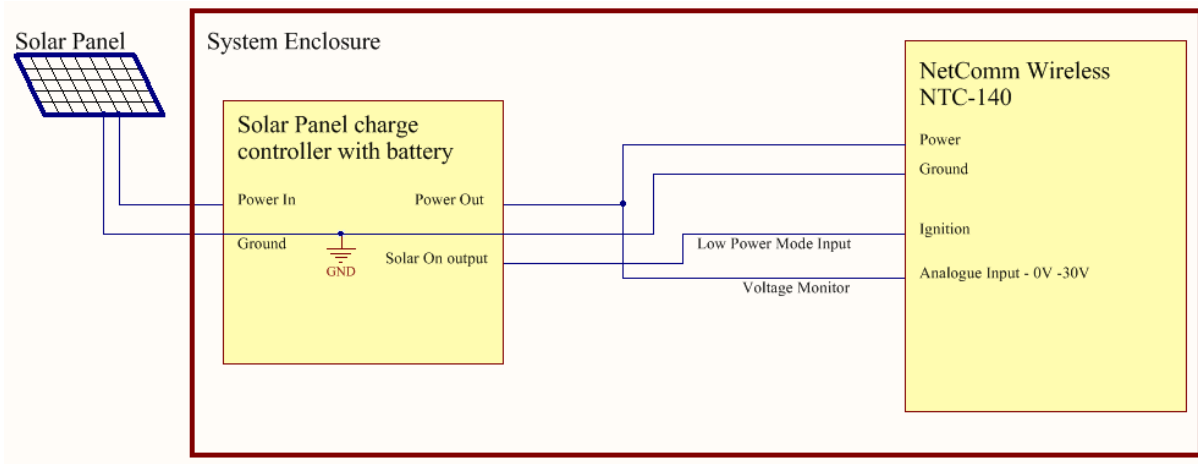 Solar Panel
System Enclosure
NetComm Wireless
NTC-140
Solar Panel charge
controller with battery
Power
Ground
Power In
Power Out
Ground
GND
Solar On output
Low Power Mode Input
Ignition
Voltage Monitor
Analogue Input - 0V -30V